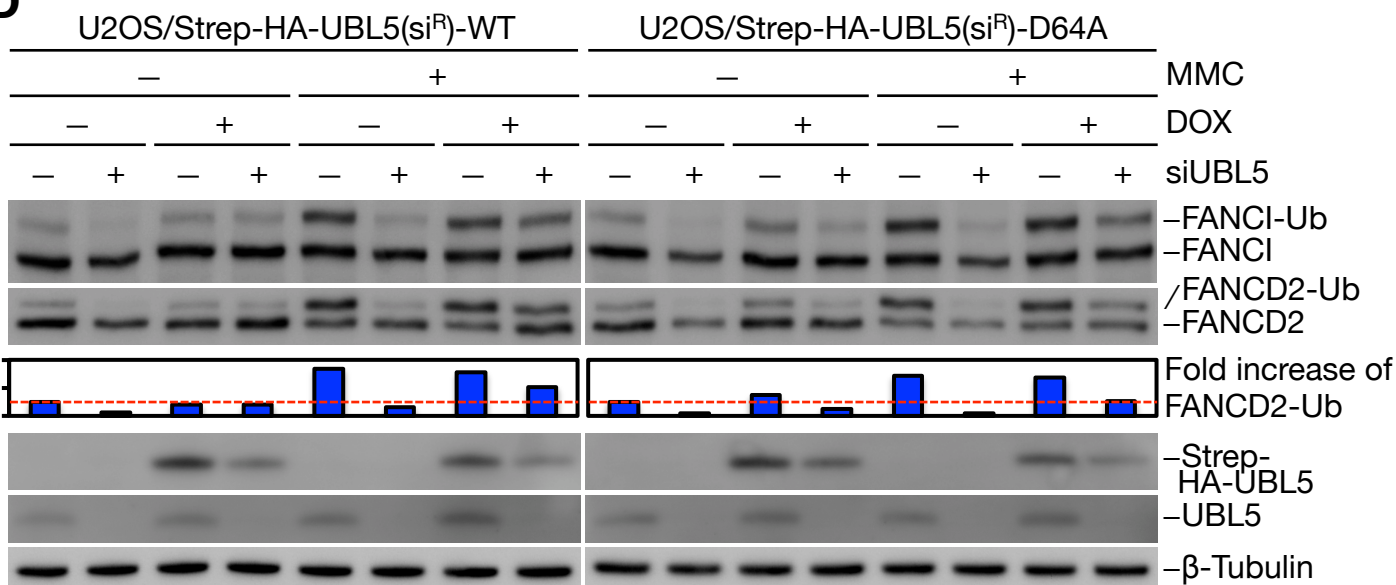 U2OS/Strep-HA-UBL5(siᴿ)-WT U2OS/Strep-HA-UBL5(siᴿ)-D64A
– + – + MMC
– + – + – + – + DOX
– + – + – + – + – + – + – + – + siUBL5
–FANCI-Ub
–FANCI
/FANCD2-Ub
–FANCD2
Fold increase of
FANCD2-Ub
–Strep-
HA-UBL5
–UBL5
–β-Tubulin